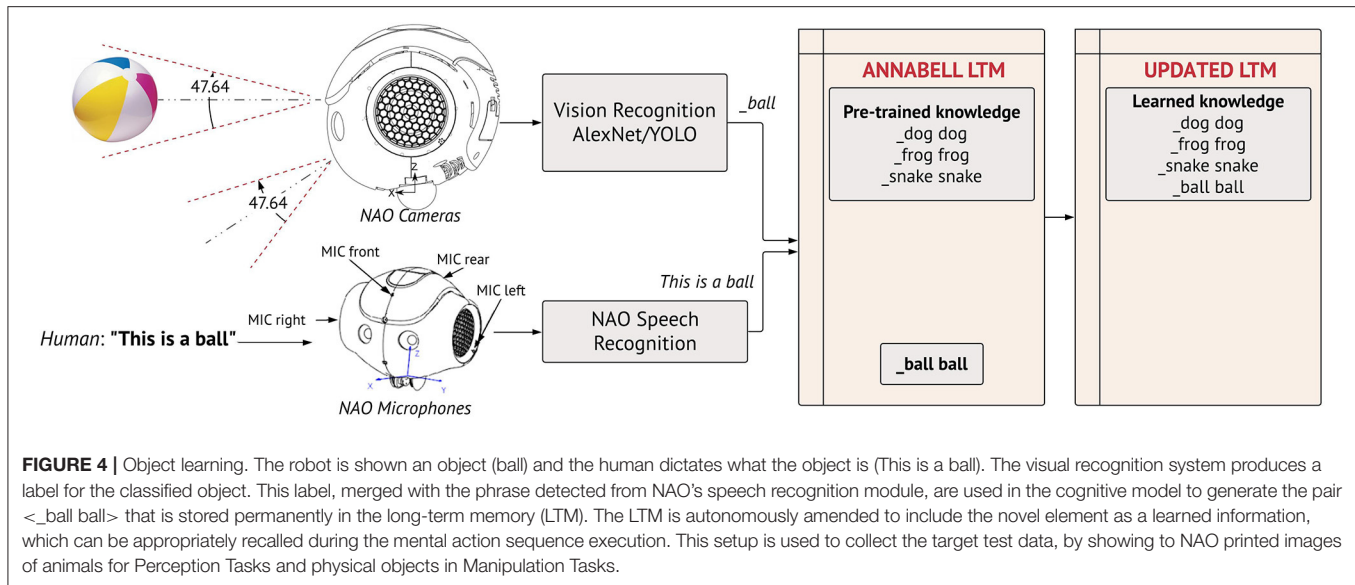 47.64
47.64
NAO Cameras
X
Z
Vision Recognition
AlexNet/YOLO
_ball
MIC front
MIC rear
MIC left
MIC right
Human: "This is a ball"
X
Z
Y
NAO Microphones
This is a ball
NAO Speech
Recognition
ANNABELL LTM
Pre-trained knowledge
_dog dog
_frog frog
_snake snake
_ball ball
UPDATED LTM
Learned knowledge
_dog dog
_frog frog
_snake snake
_ball ball
FIGURE 4 | Object learning. The robot is shown an object (ball) and the human dictates what the object is (This is a ball). The visual recognition system produces a
label for the classified object. This label, merged with the phrase detected from NAO's speech recognition module, are used in the cognitive model to generate the pair
<_ball ball> that is stored permanently in the long-term memory (LTM). The LTM is autonomously amended to include the novel element as a learned information,
which can be appropriately recalled during the mental action sequence execution. This setup is used to collect the target test data, by showing to NAO printed images
of animals for Perception Tasks and physical objects in Manipulation Tasks.